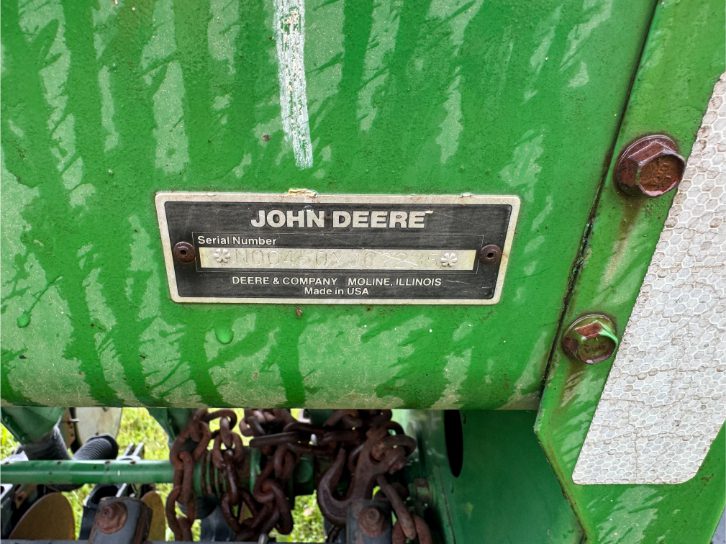 JOHN DEERE
Serial Number
DEERE & COMPANY MOLINE, ILLINOIS
Made in USA